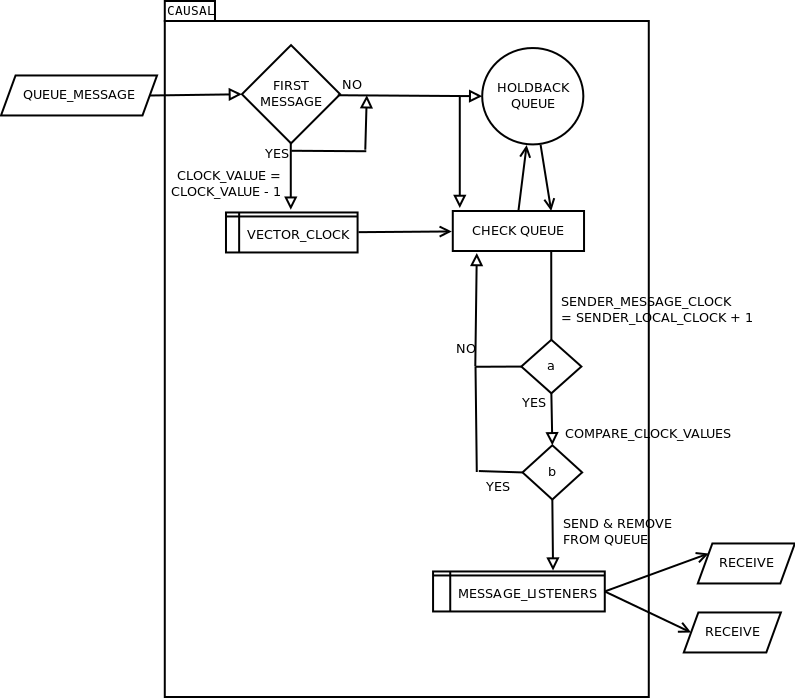 CAUSAL
QUEUE_MESSAGE
FIRST
MESSAGE
NO
HOLDBACK
QUEUE
YES
CLOCK_VALUE =
CLOCK_VALUE - 1
VECTOR_CLOCK
CHECK QUEUE
SENDER_MESSAGE_CLOCK
= SENDER_LOCAL_CLOCK + 1
NO
a
YES
COMPARE_CLOCK_VALUES
b
YES
SEND & REMOVE
FROM QUEUE
RECEIVE
MESSAGE_LISTENERS
RECEIVE